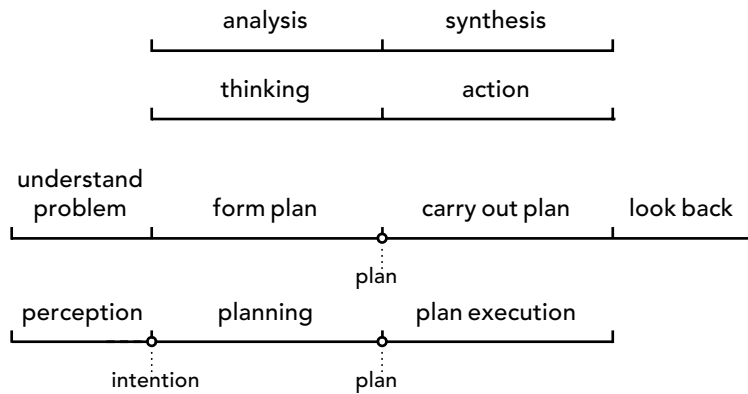 analysis synthesis
thinking action
understand
problem form plan carry out plan look back
plan
perception planning plan execution
intention plan